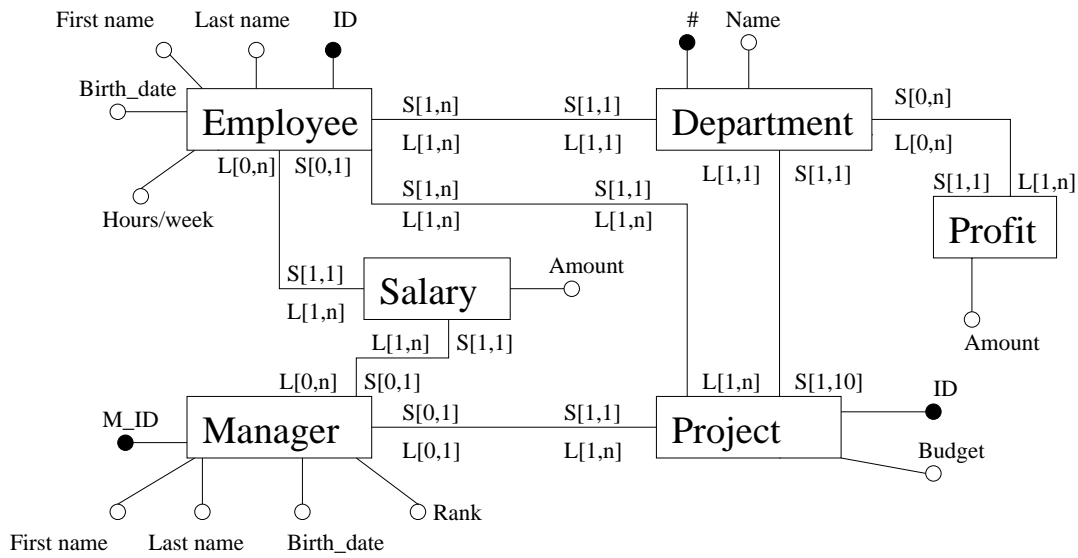 First name
Last name
ID
#
Name
Birth_date
S[1,n]
S[1,1]
S[0,n]
Employee
Department
L[1,n]
L[1,1]
L[0,n]
L[0,n]
S[0,1]
L[1,1]
S[1,1]
S[1,n]
S[1,1]
S[1,1]
L[1,n]
Hours/week
L[1,n]
L[1,n]
Profit
S[1,1]
Amount
Salary
L[1,n]
L[1,n]
S[1,1]
Amount
L[0,n]
S[0,1]
L[1,n]
S[1,10]
ID
M_ID
S[0,1]
S[1,1]
Manager
Project
L[0,1]
L[1,n]
Budget
Rank
First name
Last name
Birth_date